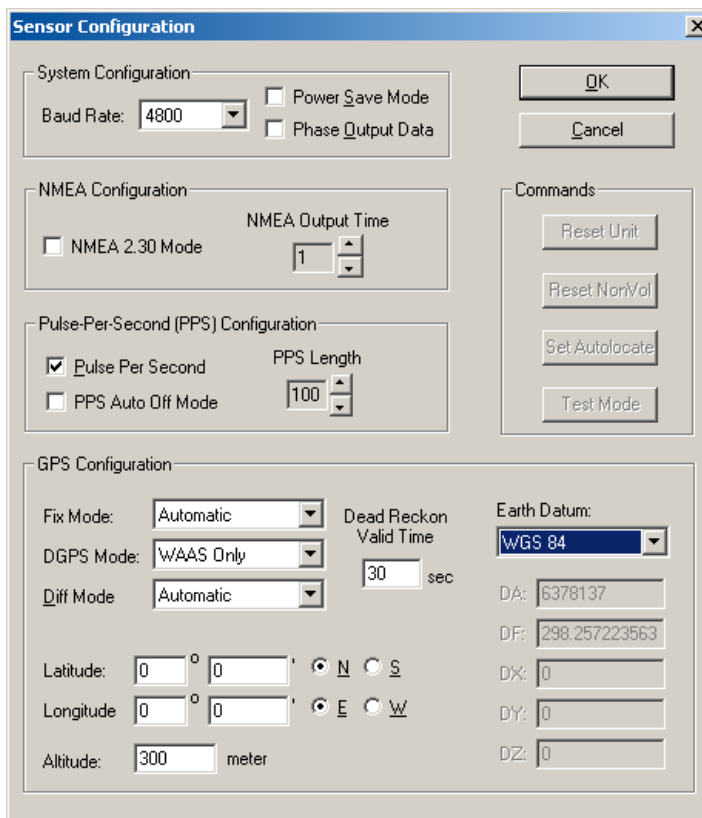 Sensor Configuration
System Configuration
Baud Rate: 4800
Power Save Mode
Phase Output Data
OK
Cancel
NMEA Configuration
NMEA 2.30 Mode
NMEA Output Time
1
Commands
Reset Unit
Reset NonVol
Set Autolocate
Test Mode
Pulse-Per-Second (PPS) Configuration
Pulse Per Second
PPS Auto Off Mode
PPS Length
100
GPS Configuration
Fix Mode: Automatic
DGPS Mode: WAAS Only
Diff Mode Automatic
Dead Reckon
Valid Time
30 sec
Earth Datum:
WGS 84
DA: 6378137
DF: 298.257223563
DX: 0
DY: 0
DZ: 0
Latitude: 0 º 0 ' N S
Longitude 0 º 0 ' E W
Altitude: 300 meter